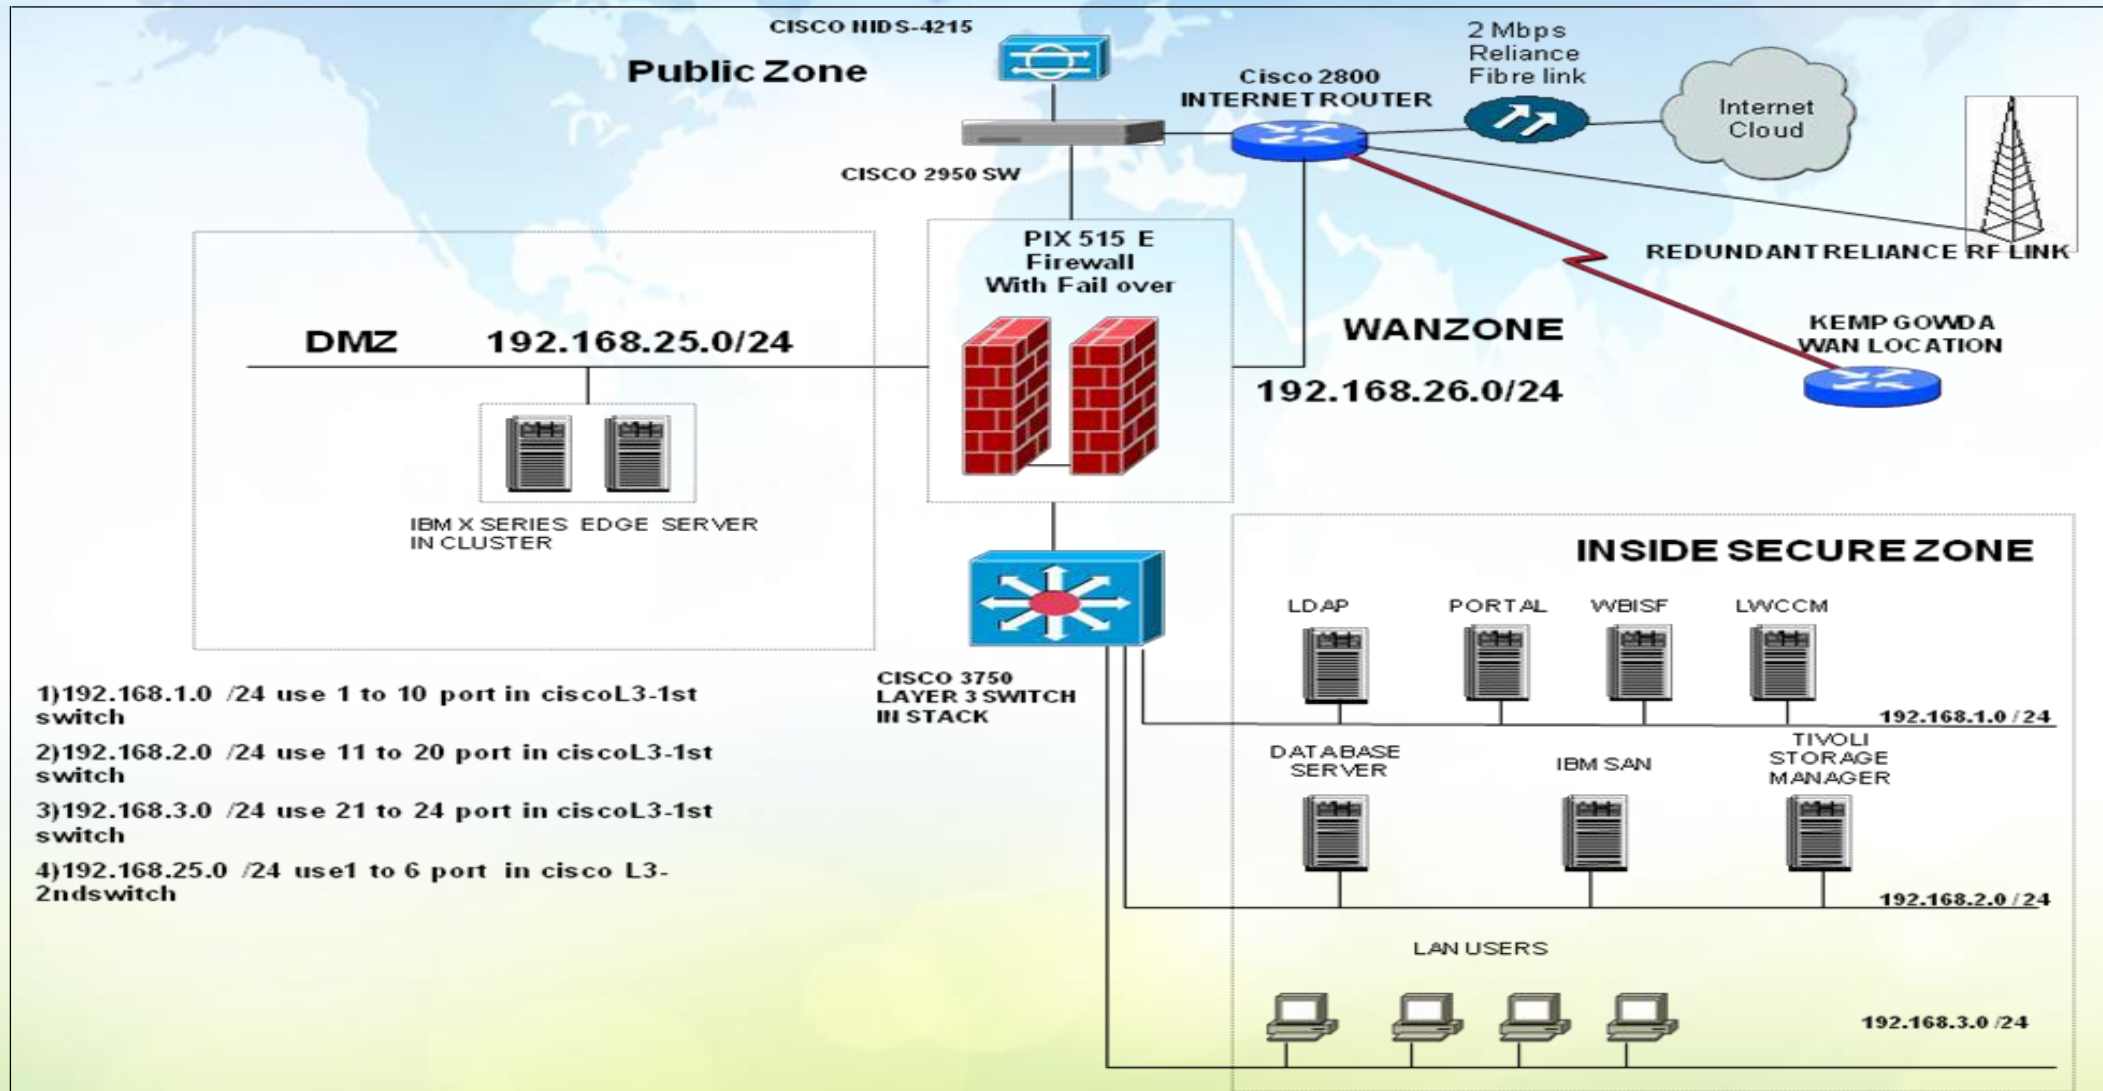 CISCO NIDS-4215
Public Zone
2 Mbps
Reliance
Fibre link
Cisco 2800
INTERNET ROUTER
Internet
Cloud
CISCO 2950 SW
PIX 515 E
Firewall
With Fail over
REDUNDANT RELIANCE RF LINK
DMZ 192.168.25.0/24
WANZONE
192.168.26.0/24
KEMP GOWDA
WAN LOCATION
IBM X SERIES EDGE SERVER
IN CLUSTER
INSIDE SECURE ZONE
LDAP PORTAL WBISF LWCCM
CISCO 3750
LAYER 3 SWITCH
IN STACK
192.168.1.0 / 24
DATABASE
SERVER
IBM SAN
TIVOLI
STORAGE
MANAGER
192.168.2.0 / 24
LAN USERS
192.168.3.0 /24
1)192.168.1.0 /24 use 1 to 10 port in ciscoL3-1st
switch
2)192.168.2.0 /24 use 11 to 20 port in ciscoL3-1st
switch
3)192.168.3.0 /24 use 21 to 24 port in ciscoL3-1st
switch
4)192.168.25.0 /24 use1 to 6 port in cisco L3-
2ndswitch